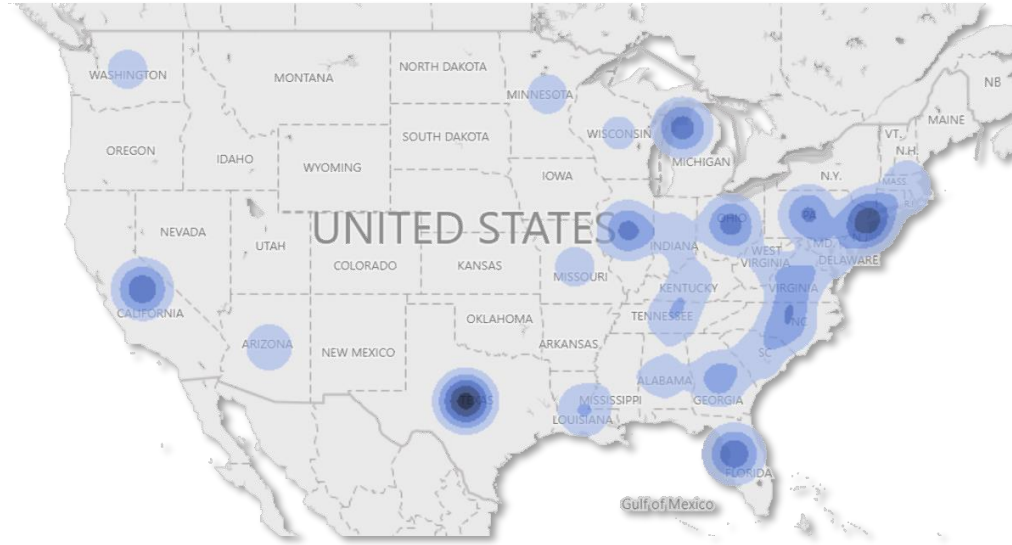 WASHINGTON
MONTANA
NORTH DAKOTA
MINNESOTA
NB
MAINE
OREGON
IDAHO
SOUTH DAKOTA
WISCONSIN
VT.
N.H.
WYOMING
MICHIGAN
IOWA
N.Y.
MASS
R.I.
UNITED STATES
NEVADA
UTAH
OHIO
PA
INDIANA
MD.
COLORADO
KANSAS
MISSOURI
WEST
VIRGINIA
DELAWARE
KENTUCKY
VIRGINIA
CALIFORNIA
OKLAHOMA
TENNESSEE
NC
ARIZONA
NEW MEXICO
ARKANSAS
SC
ALABAMA
MISSISSIPPI
GEORGIA
LOUISIANA
FLORIDA
Gulf of Mexico